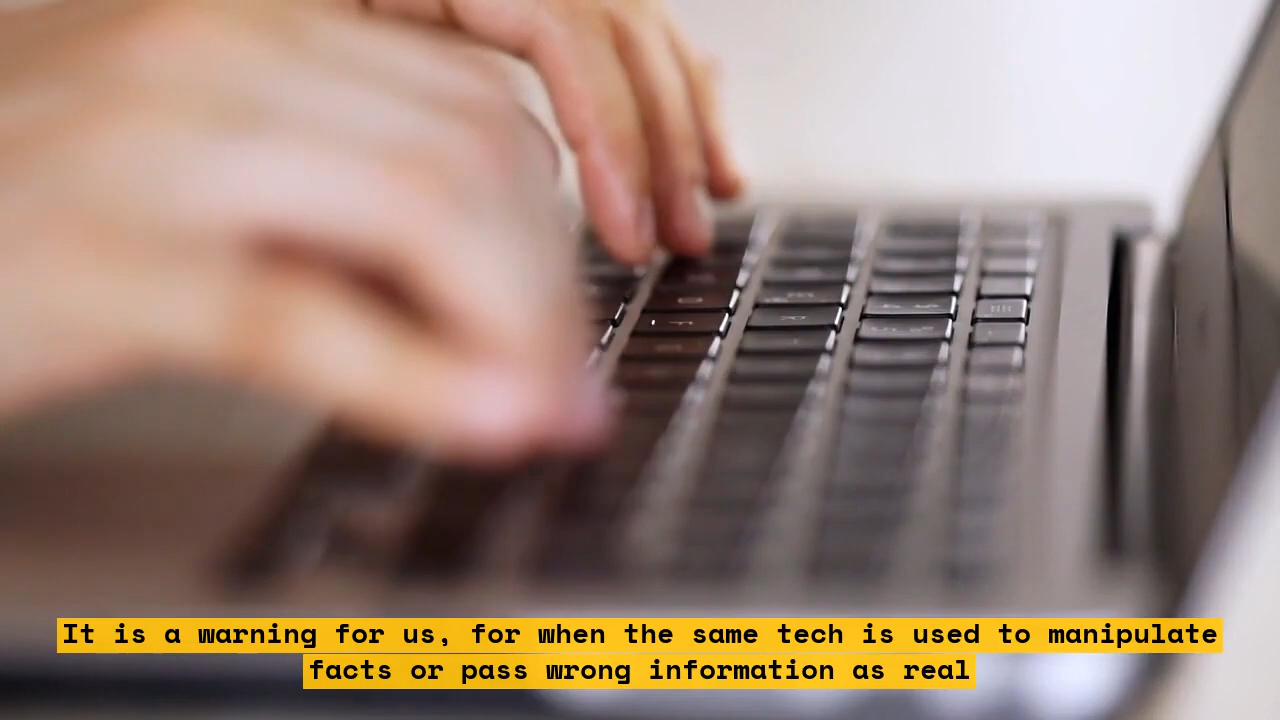 It is a warning for us, for when the same tech is used to manipulate
facts or pass wrong information as real